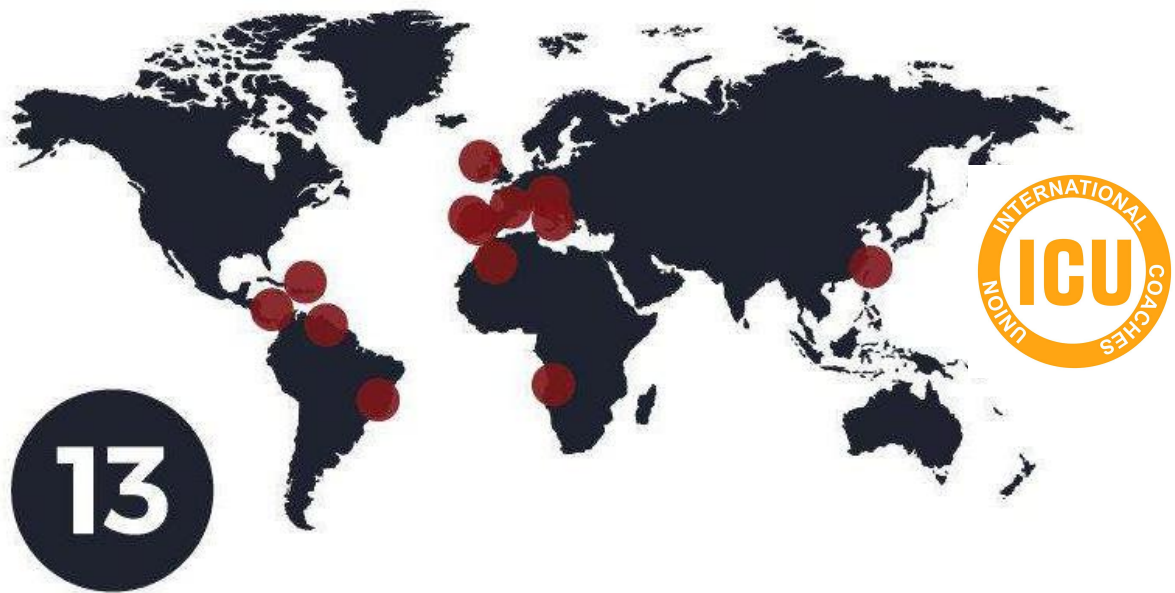 13
INTERNATIONAL
COACHES
UNION
ICU